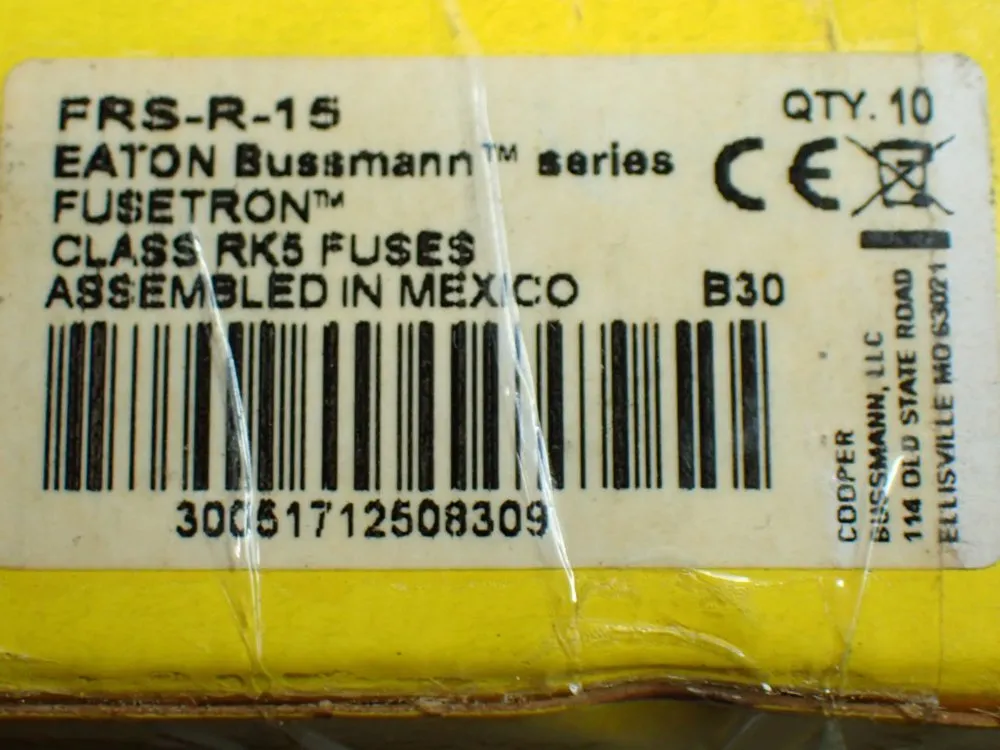 FRS-R-15
QTY. 10
EATON Bussmann™ series
CE
FUSETRON™
CLASS RK5 FUSES
ASSEMBLED IN MEXICO
B30
30051712508309
COOPER
BUSSMANN, LLC
114 OLD STATE ROAD
ELLISVILLE MO 63021